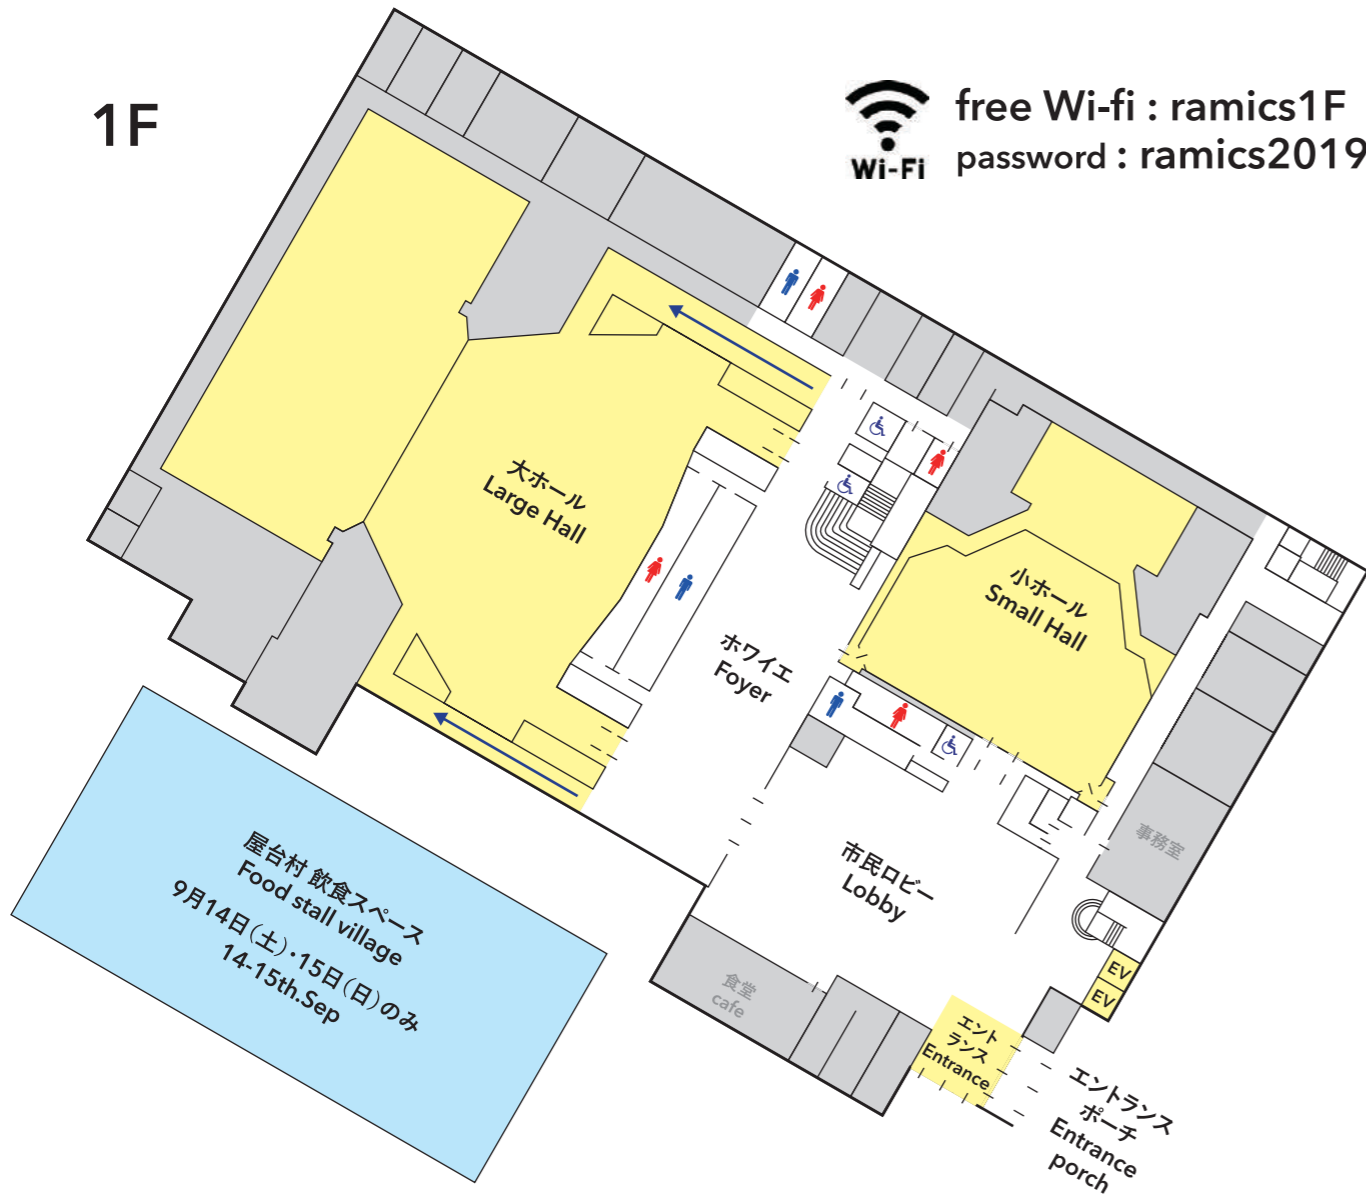 1F
free Wi-fi : ramics1F
Wi-Fi
password : ramics2019
大ホール
Large Hall
小ホール
Small Hall
ホワイエ
Foyer
事務室
市民ロビー
Lobby
屋台村 飲食スペース
Food stall village
9月14日（土）・15日（日）のみ
14-15th.Sep
食堂
cafe
EV
EV
エント
ランス
Entrance
エントランス
ポーチ
Entrance
porch